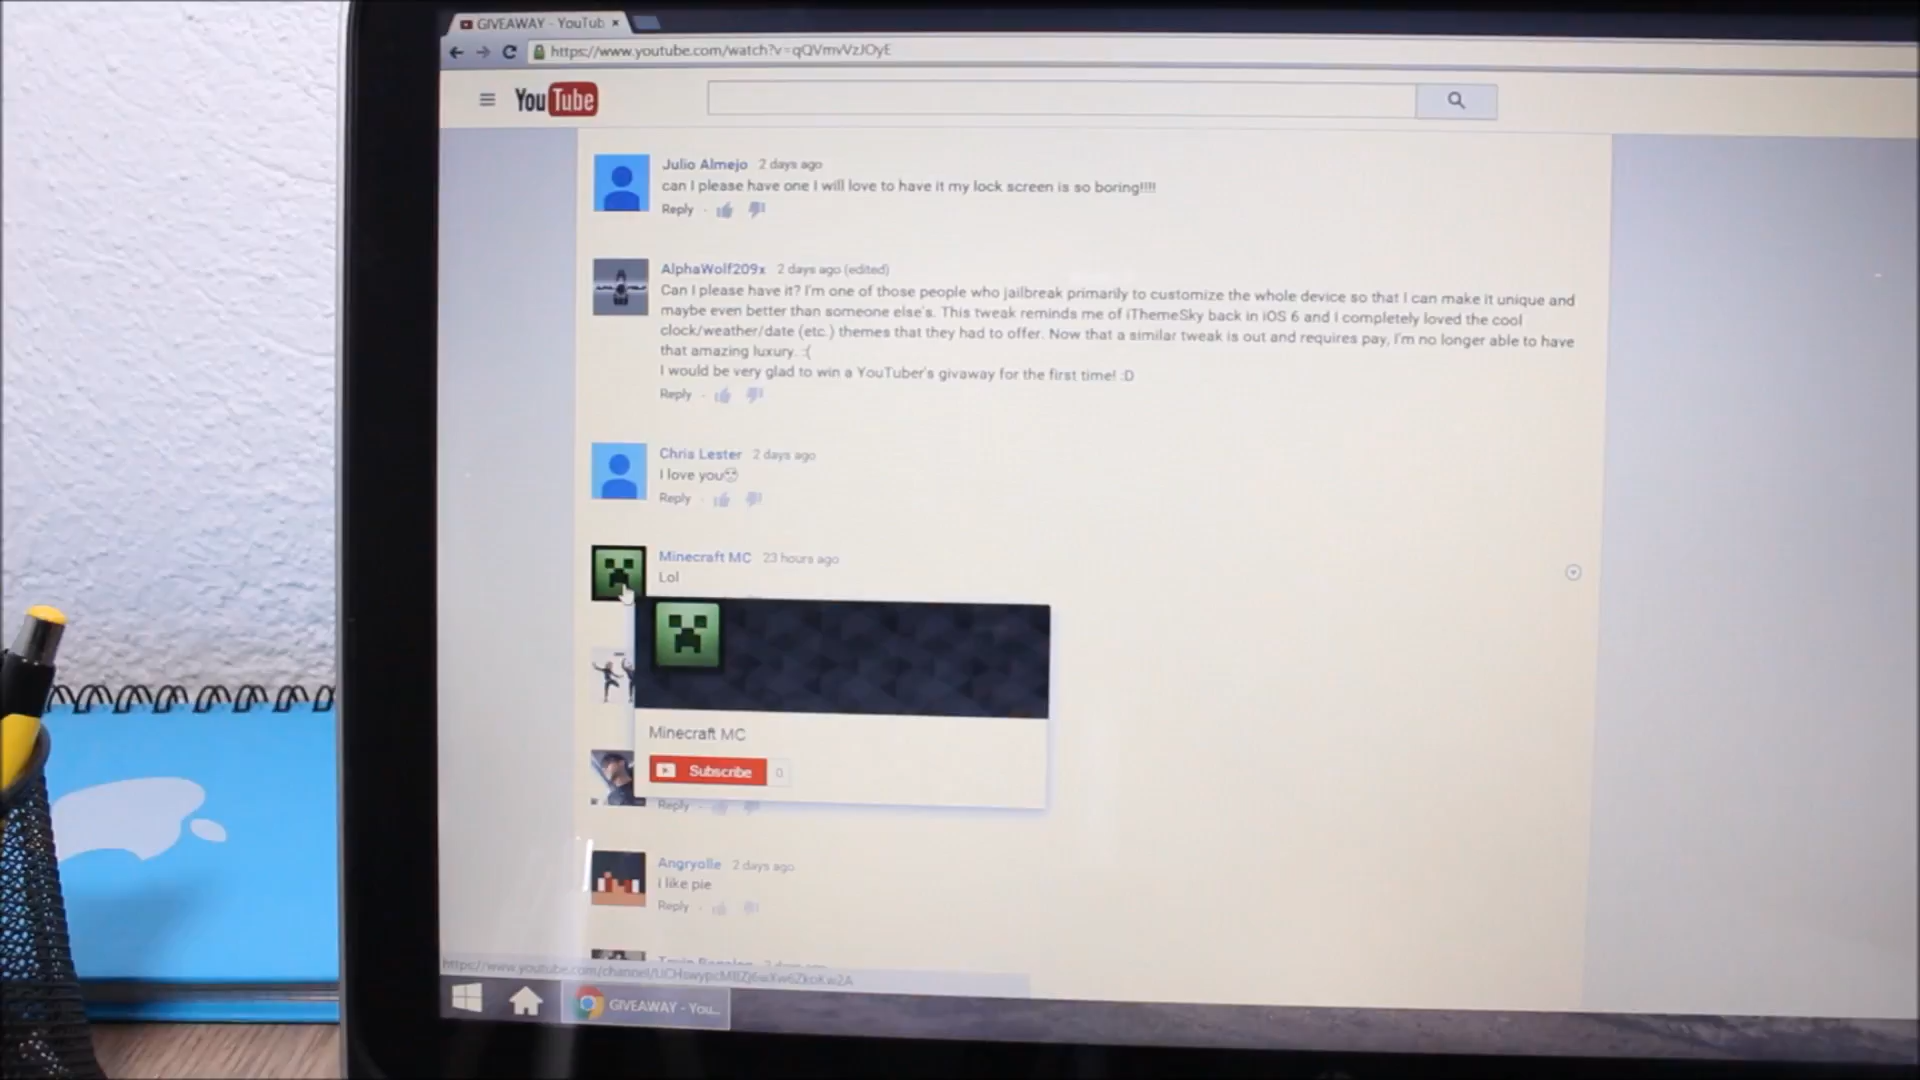 GIVEAWAY - YouTub ×
https://www.youtube.com/watch?v=qQVmvVzJOyE
YouTube
Julio Almejo 2 days ago
can I please have one I will love to have it my lock screen is so boring!!!!
Reply
AlphaWolf209x 2 days ago (edited)
Can I please have it? I'm one of those people who jailbreak primarily to customize the whole device so that I can make it unique and
maybe even better than someone else's. This tweak reminds me of iThemeSky back in iOS 6 and I completely loved the cool
clock/weather/date (etc.) themes that they had to offer. Now that a similar tweak is out and requires pay, I'm no longer able to have
that amazing luxury. :(
I would be very glad to win a YouTuber's givaway for the first time! :D
Reply
Chris Lester 2 days ago
I love you
Reply
Minecraft MC 23 hours ago
Lol
Minecraft MC
Subscribe 0
Reply
Angryolle 2 days ago
i like pie
Reply
2 days ago
GIVEAWAY - You...